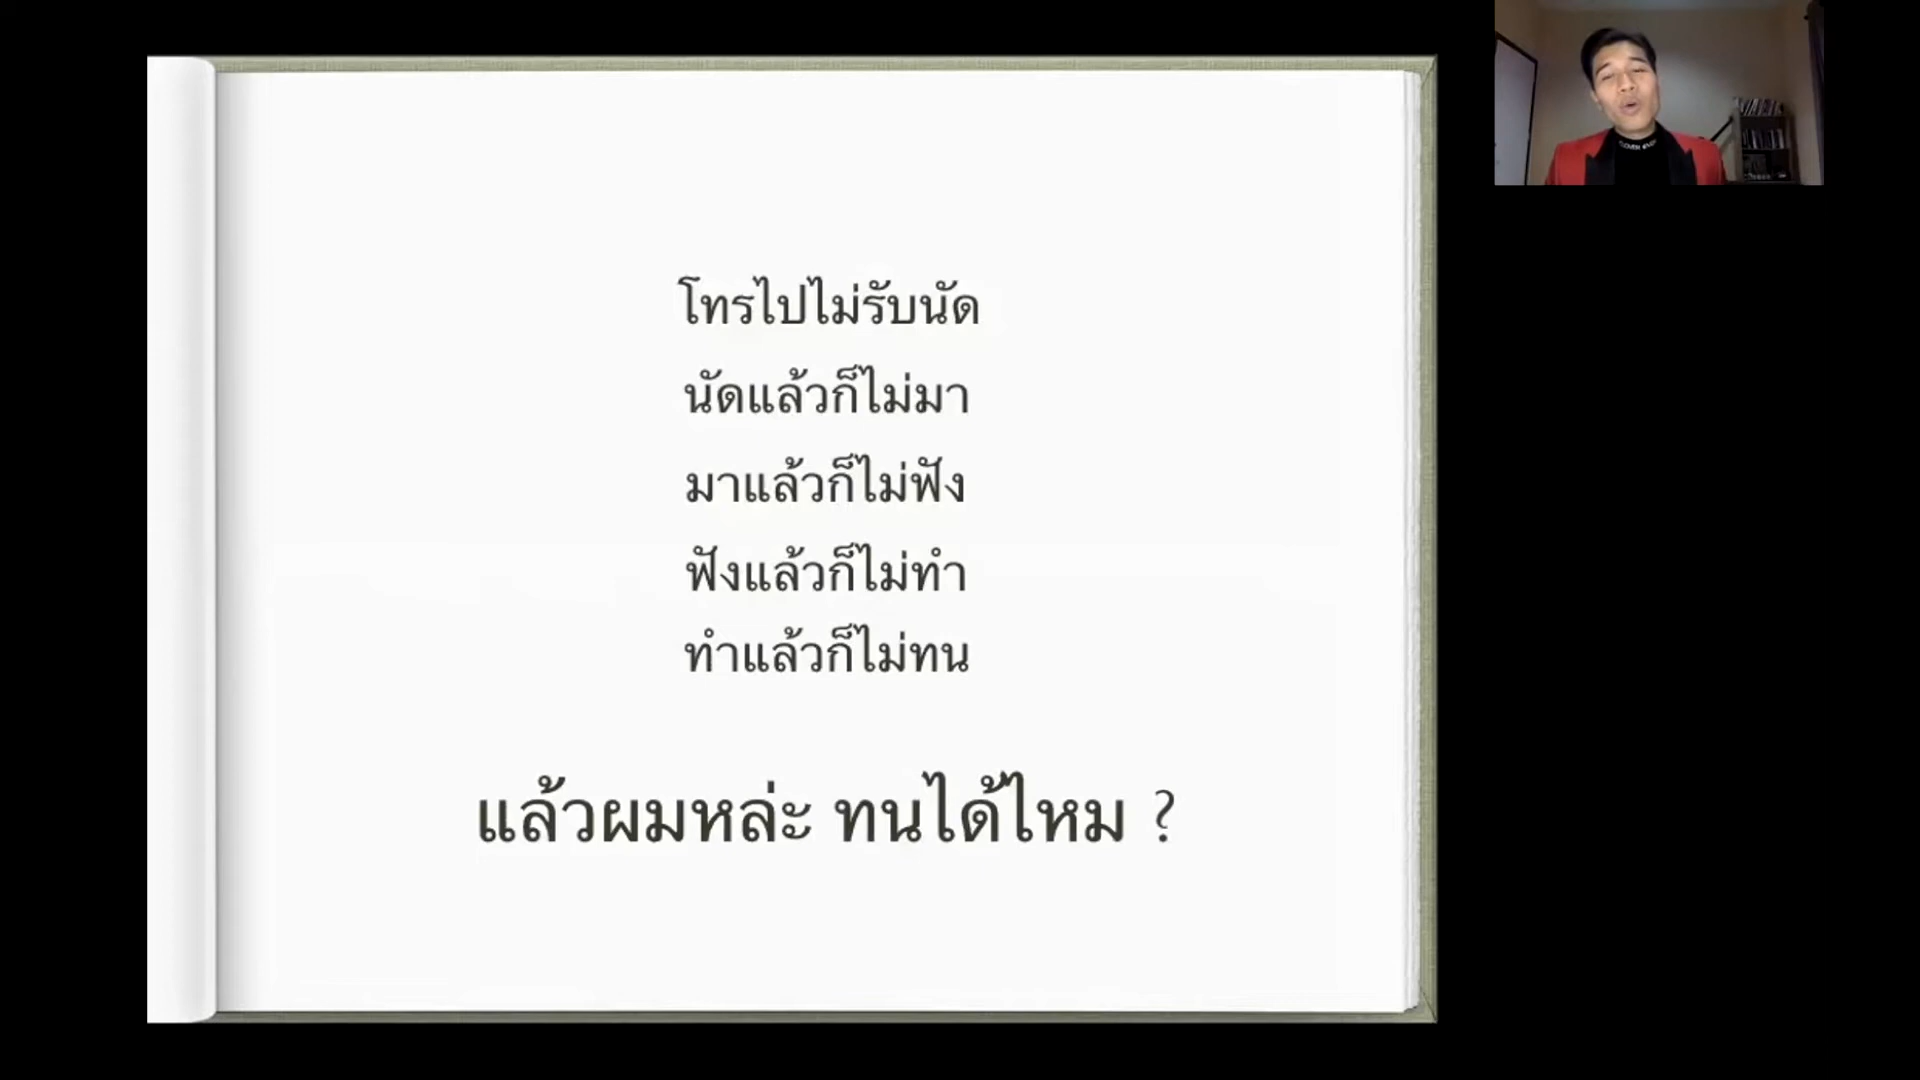 โทรไปไม่รับนัด
นัดแล้วก็ไม่มา
มาแล้วก็ไม่ฟัง
ฟังแล้วก็ไม่ทำ
ทำแล้วก็ไม่ทน
แล้วผมหล่ะ ทนได้ไหม ?